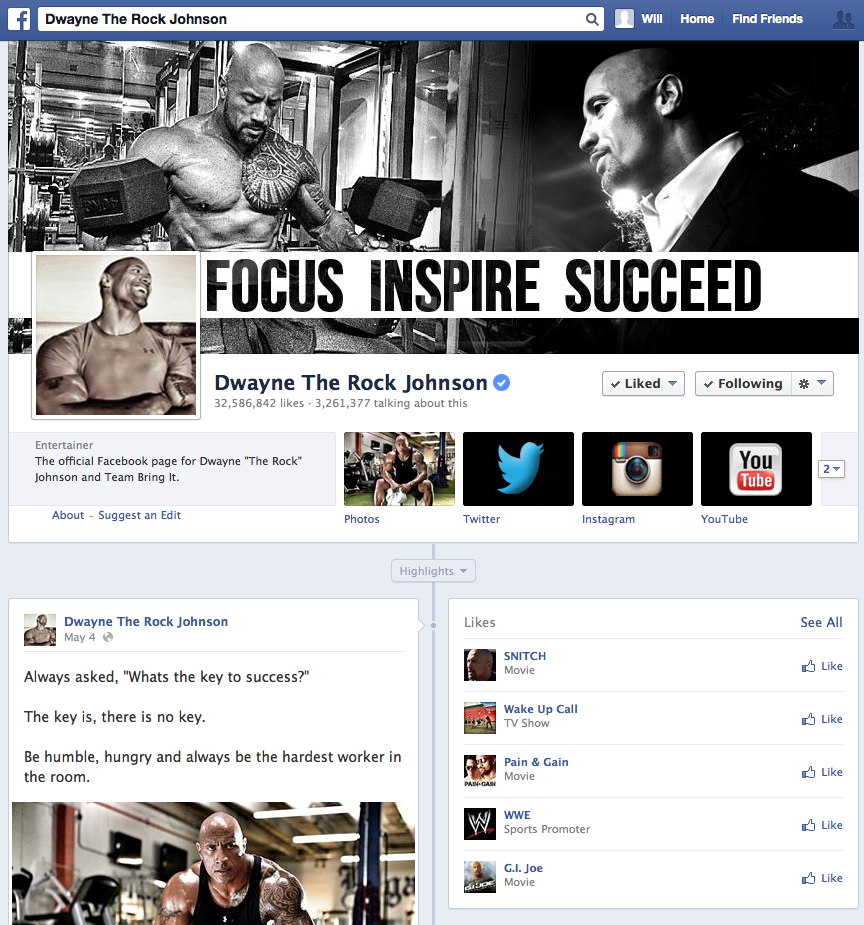 Dwayne The Rock Johnson
Will
Home
Find Friends
FOCUS INSPIRE SUCCEED
Dwayne The Rock Johnson
Liked
Following
32,586,842 likes · 3,261,377 talking about this
Entertainer
The official Facebook page for Dwayne "The Rock"
Johnson and Team Bring It.
About – Suggest an Edit
You
Tube
2
Photos
Twitter
Instagram
YouTube
Highlights
Dwayne The Rock Johnson
May 4
Always asked, "Whats the key to success?"
The key is, there is no key.
Be humble, hungry and always be the hardest worker in
the room.
Likes
See All
SNITCH
Movie
Like
Wake Up Call
TV Show
Like
PAIN & GAIN
Pain & Gain
Movie
Like
WWE
Sports Promoter
Like
G.I. JOE
G.I. Joe
Movie
Like